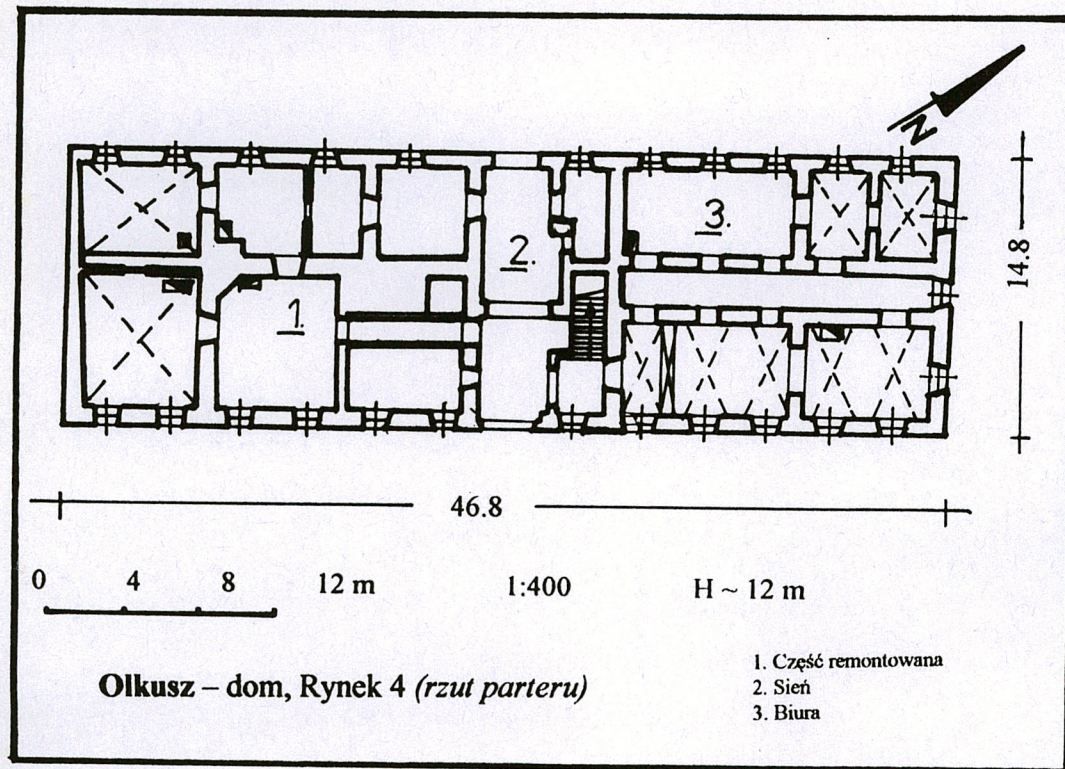 N
1.
2.
3.
14.8
46.8
0 4 8 12 m 1:400 H ~ 12 m
Olkusz – dom, Rynek 4 (rzut parteru)
1. Część remontowana
2. Sień
3. Biura